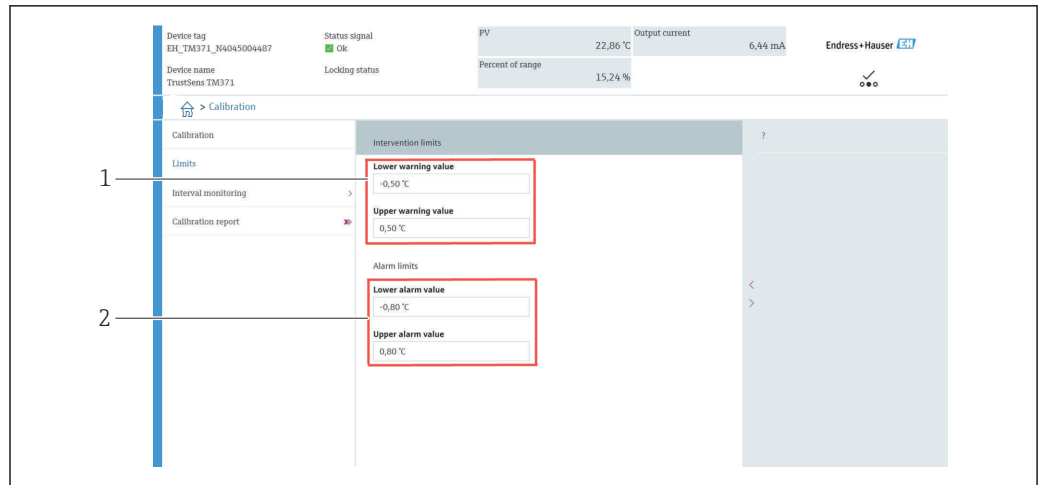 Device tag
EH_TM371_N4045004487
Status signal
Ok
PV
22,86 °C
Output current
6,44 mA
Endress+Hauser EH
Device name
TrustSens TM371
Locking status
Percent of range
15,24 %
> Calibration
Calibration
Limits
Interval monitoring >
Calibration report
Intervention limits
1
Lower warning value
-0,50 °C
Upper warning value
0,50 °C
Alarm limits
2
Lower alarm value
-0,80 °C
Upper alarm value
0,80 °C
?
<
>